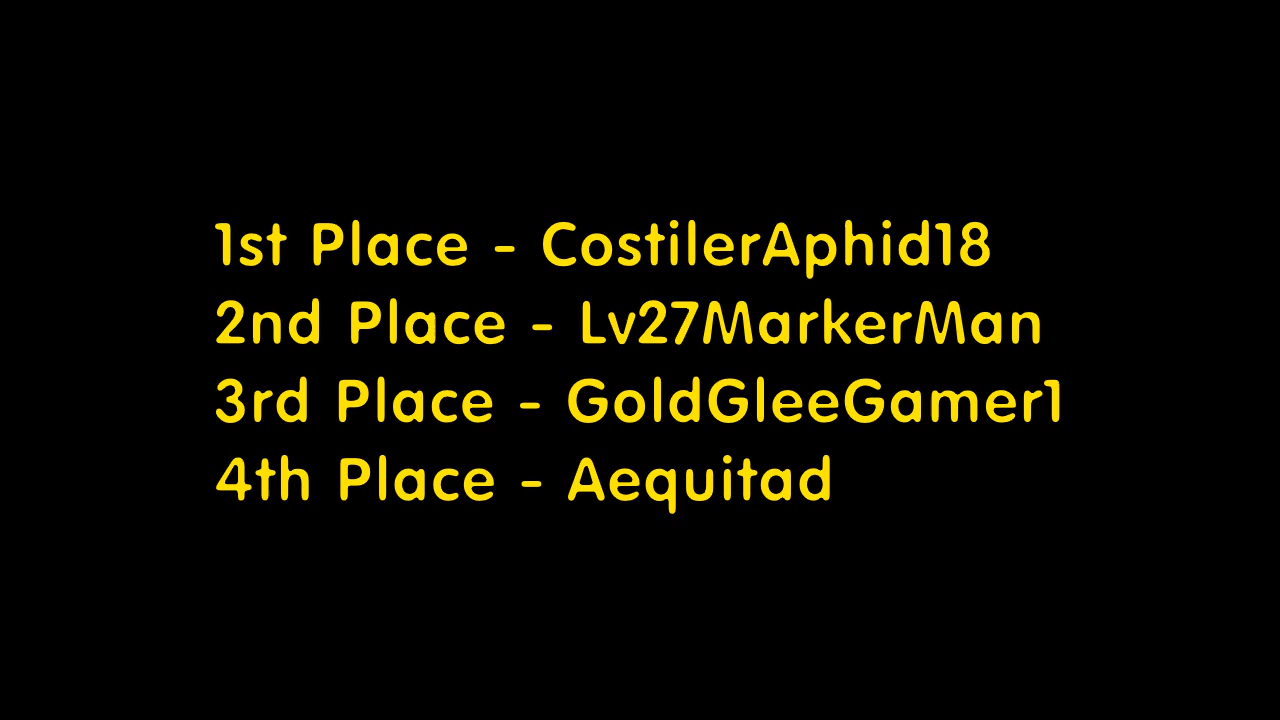 1st Place - CostilerAphid18
2nd Place - Lv27MarkerMan
3rd Place - GoldGleeGamer1
4th Place - Aequitad